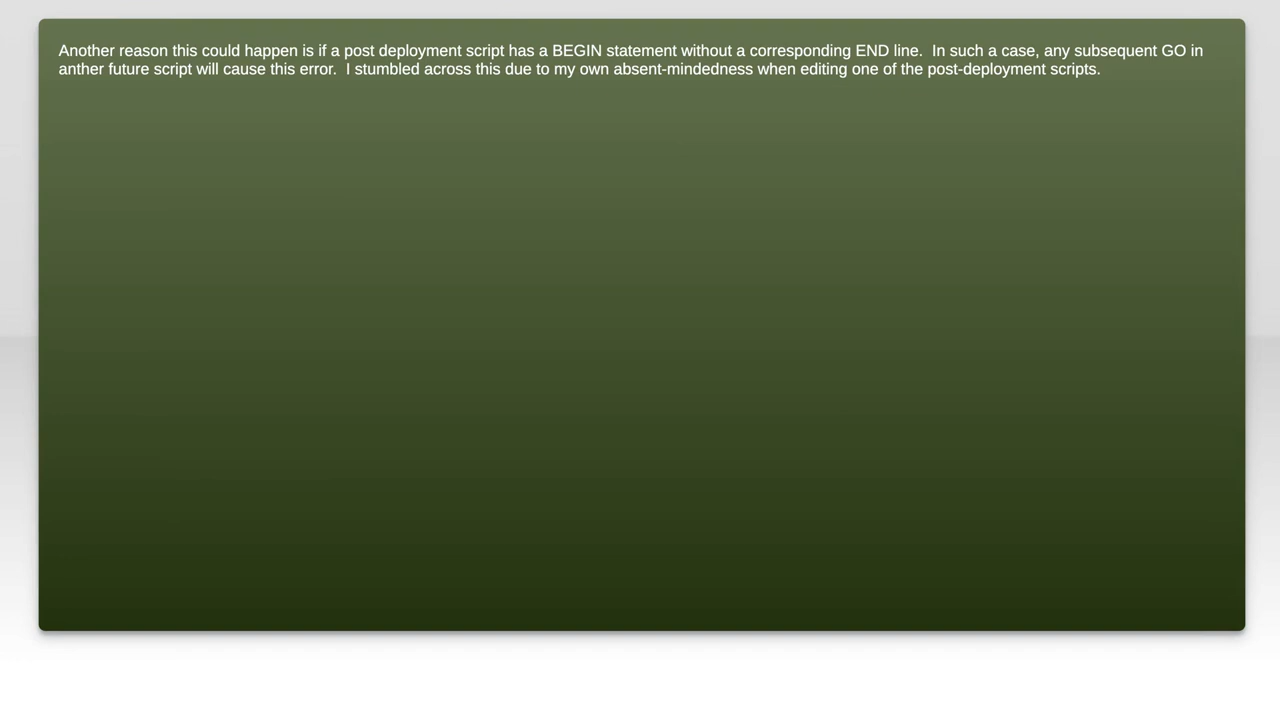 Another reason this could happen is if a post deployment script has a BEGIN statement without a corresponding END line.  In such a case, any subsequent GO in
anther future script will cause this error.  I stumbled across this due to my own absent-mindedness when editing one of the post-deployment scripts.